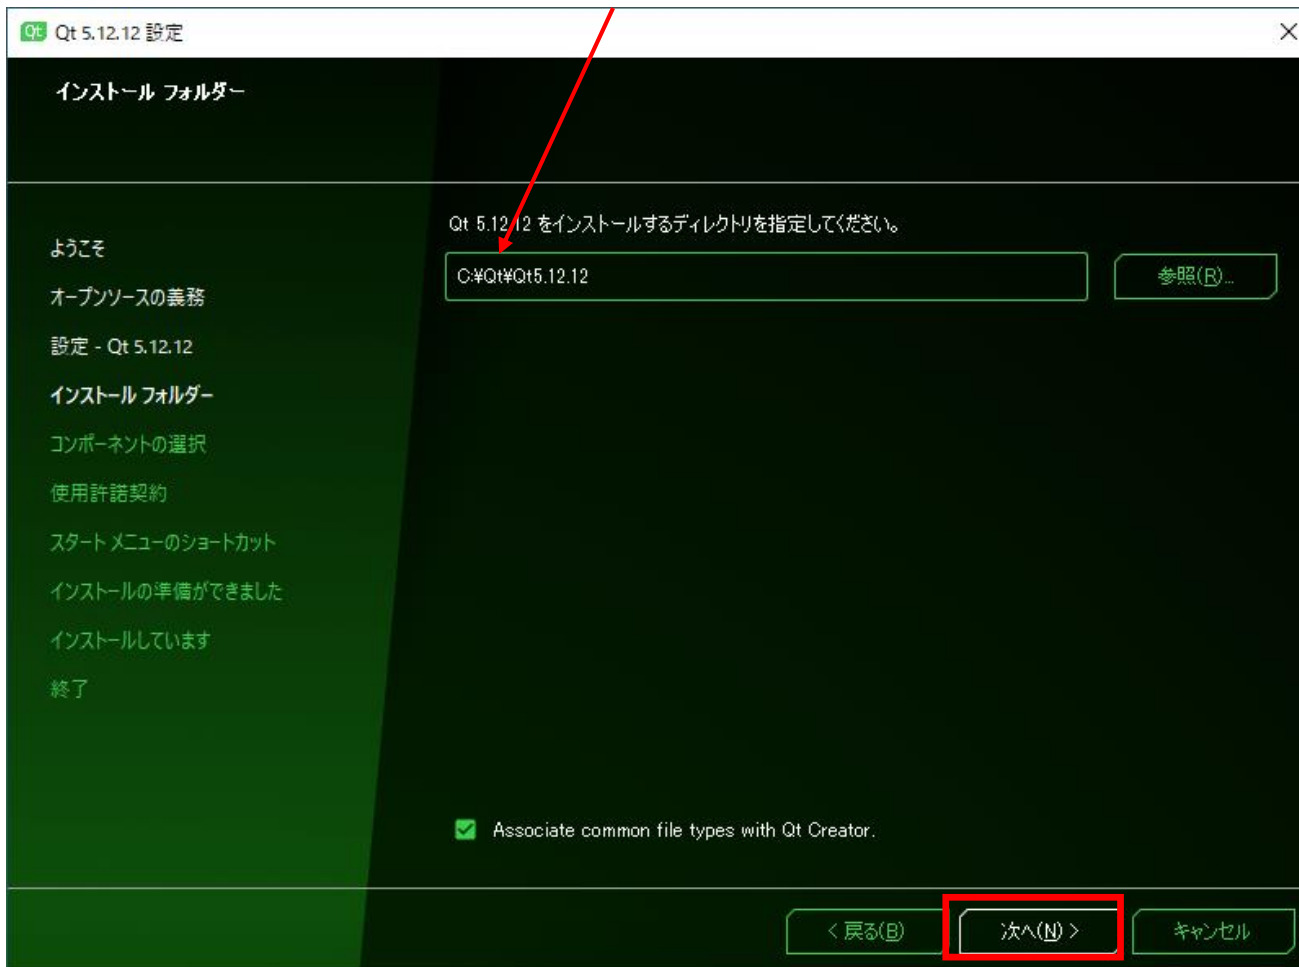 Qt Qt 5.12.12 設定
インストール フォルダー
Qt 5.12.12 をインストールするディレクトリを指定してください。
C:¥Qt¥Qt5.12.12
参照(R)...
ようこそ
オープンソースの義務
設定 - Qt 5.12.12
インストール フォルダー
コンポーネントの選択
使用許諾契約
スタート メニューのショートカット
インストールの準備ができました
インストールしています
終了
Associate common file types with Qt Creator.
< 戻る(B)
次へ(N) >
キャンセル